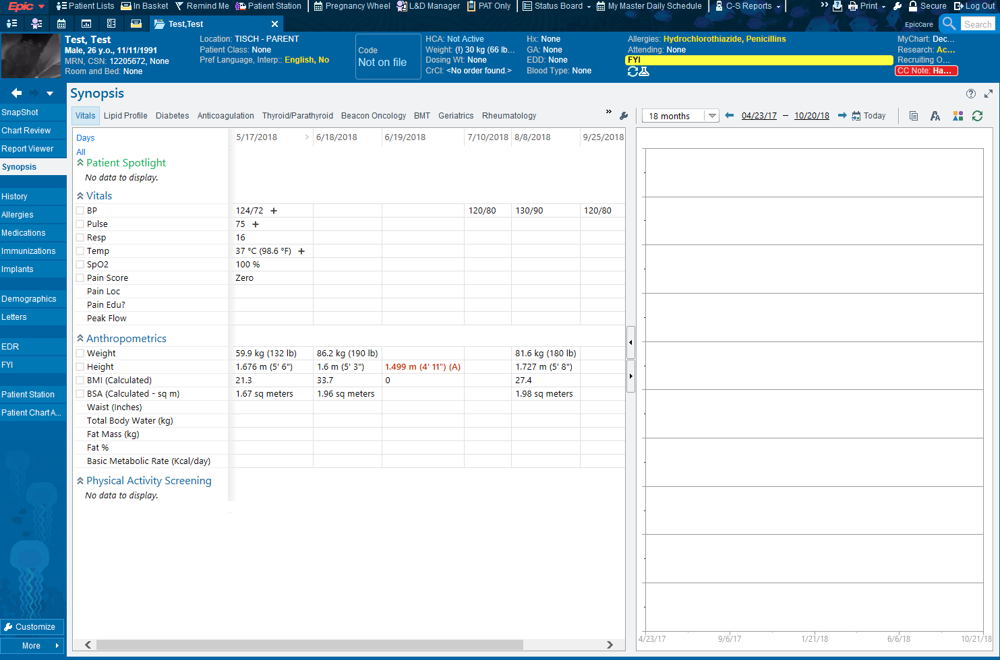 Epic Patient Lists In Basket Remind Me Patient Station Pregnancy Wheel L&D Manager PAT Only Status Board My Master Daily Schedule C-S Reports » Print Secure Log Out
Test,Test × EpicCare Search
Test, Test
Male, 26 y.o., 11/11/1991
MRN, CSN: 12205672, None
Room and Bed: None
Location: TISCH - PARENT
Patient Class: None
Pref Language, Interp:: English, No
Code
Not on file
HCA: Not Active
Weight: (!) 30 kg (66 lb...
Dosing Wt: None
CrCl: <No order found.>
Hx: None
GA: None
EDD: None
Blood Type: None
Allergies: Hydrochlorothiazide, Penicillins
Attending: None
FYI
MyChart: Dec...
Research: Ac...
Recruiting O...
CC Note: Ha...
SnapShot
Chart Review
Report Viewer
Synopsis
History
Allergies
Medications
Immunizations
Implants
Demographics
Letters
EDR
FYI
Patient Station
Patient Chart A...
Customize
More
Synopsis
Vitals Lipid Profile Diabetes Anticoagulation Thyroid/Parathyroid Beacon Oncology BMT Geriatrics Rheumatology »
18 months 04/23/17 – 10/20/18 Today
Days 5/17/2018 > 6/18/2018 6/19/2018 7/10/2018 8/8/2018 9/25/2018
All
Patient Spotlight
No data to display.
Vitals
BP 124/72 + 120/80 130/90 120/80
Pulse 75 +
Resp 16
Temp 37 °C (98.6 °F) +
SpO2 100 %
Pain Score Zero
Pain Loc
Pain Edu?
Peak Flow
Anthropometrics
Weight 59.9 kg (132 lb) 86.2 kg (190 lb) 81.6 kg (180 lb)
Height 1.676 m (5' 6") 1.6 m (5' 3") 1.499 m (4' 11") (A) 1.727 m (5' 8")
BMI (Calculated) 21.3 33.7 0 27.4
BSA (Calculated - sq m) 1.67 sq meters 1.96 sq meters 1.98 sq meters
Waist (Inches)
Total Body Water (kg)
Fat Mass (kg)
Fat %
Basic Metabolic Rate (Kcal/day)
Physical Activity Screening
No data to display.
4/23/17 9/6/17 1/21/18 6/6/18 10/21/18